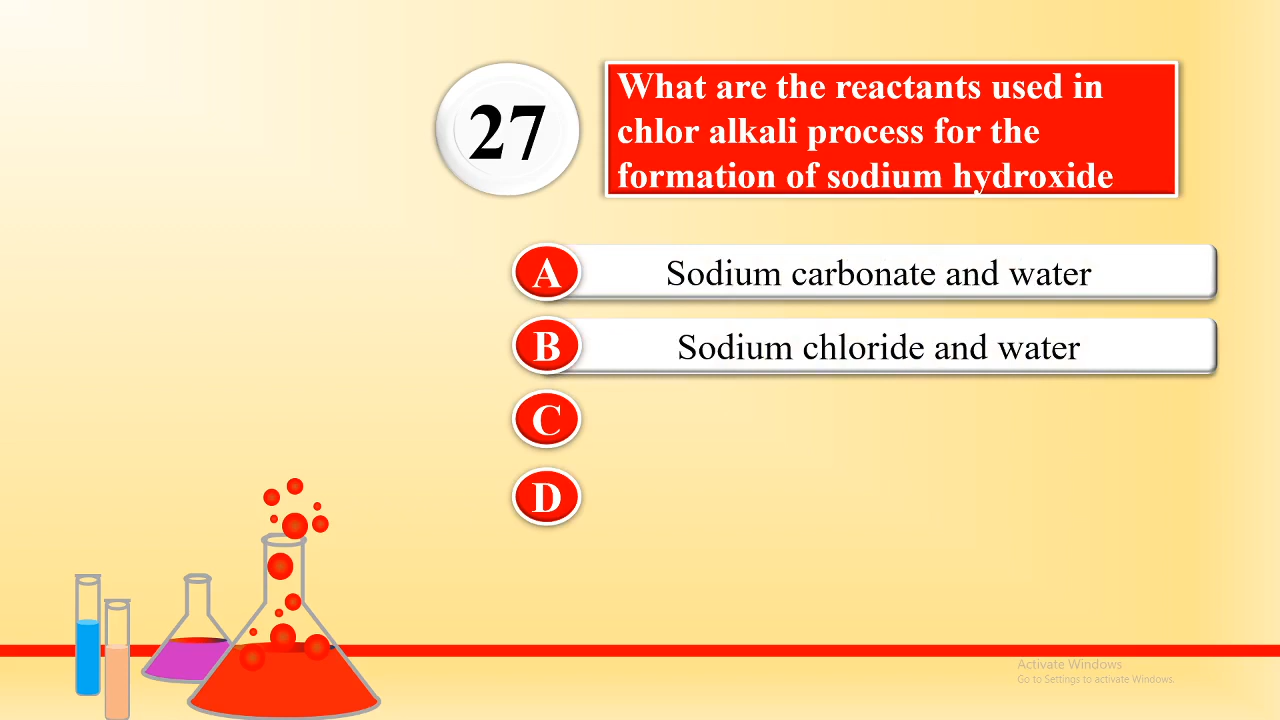 27
What are the reactants used in
chlor alkali process for the
formation of sodium hydroxide
A Sodium carbonate and water
B Sodium chloride and water
C
D
Activate Windows
Go to Settings to activate Windows.